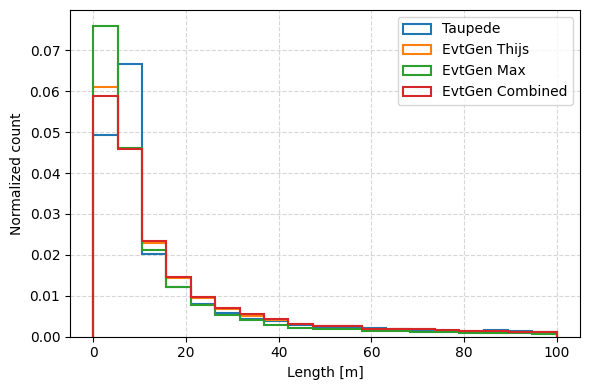 Taupede
EvtGen Thijs
EvtGen Max
EvtGen Combined
Normalized count
0.07
0.06
0.05
0.04
0.03
0.02
0.01
0.00
0 20 40 60 80 100
Length [m]